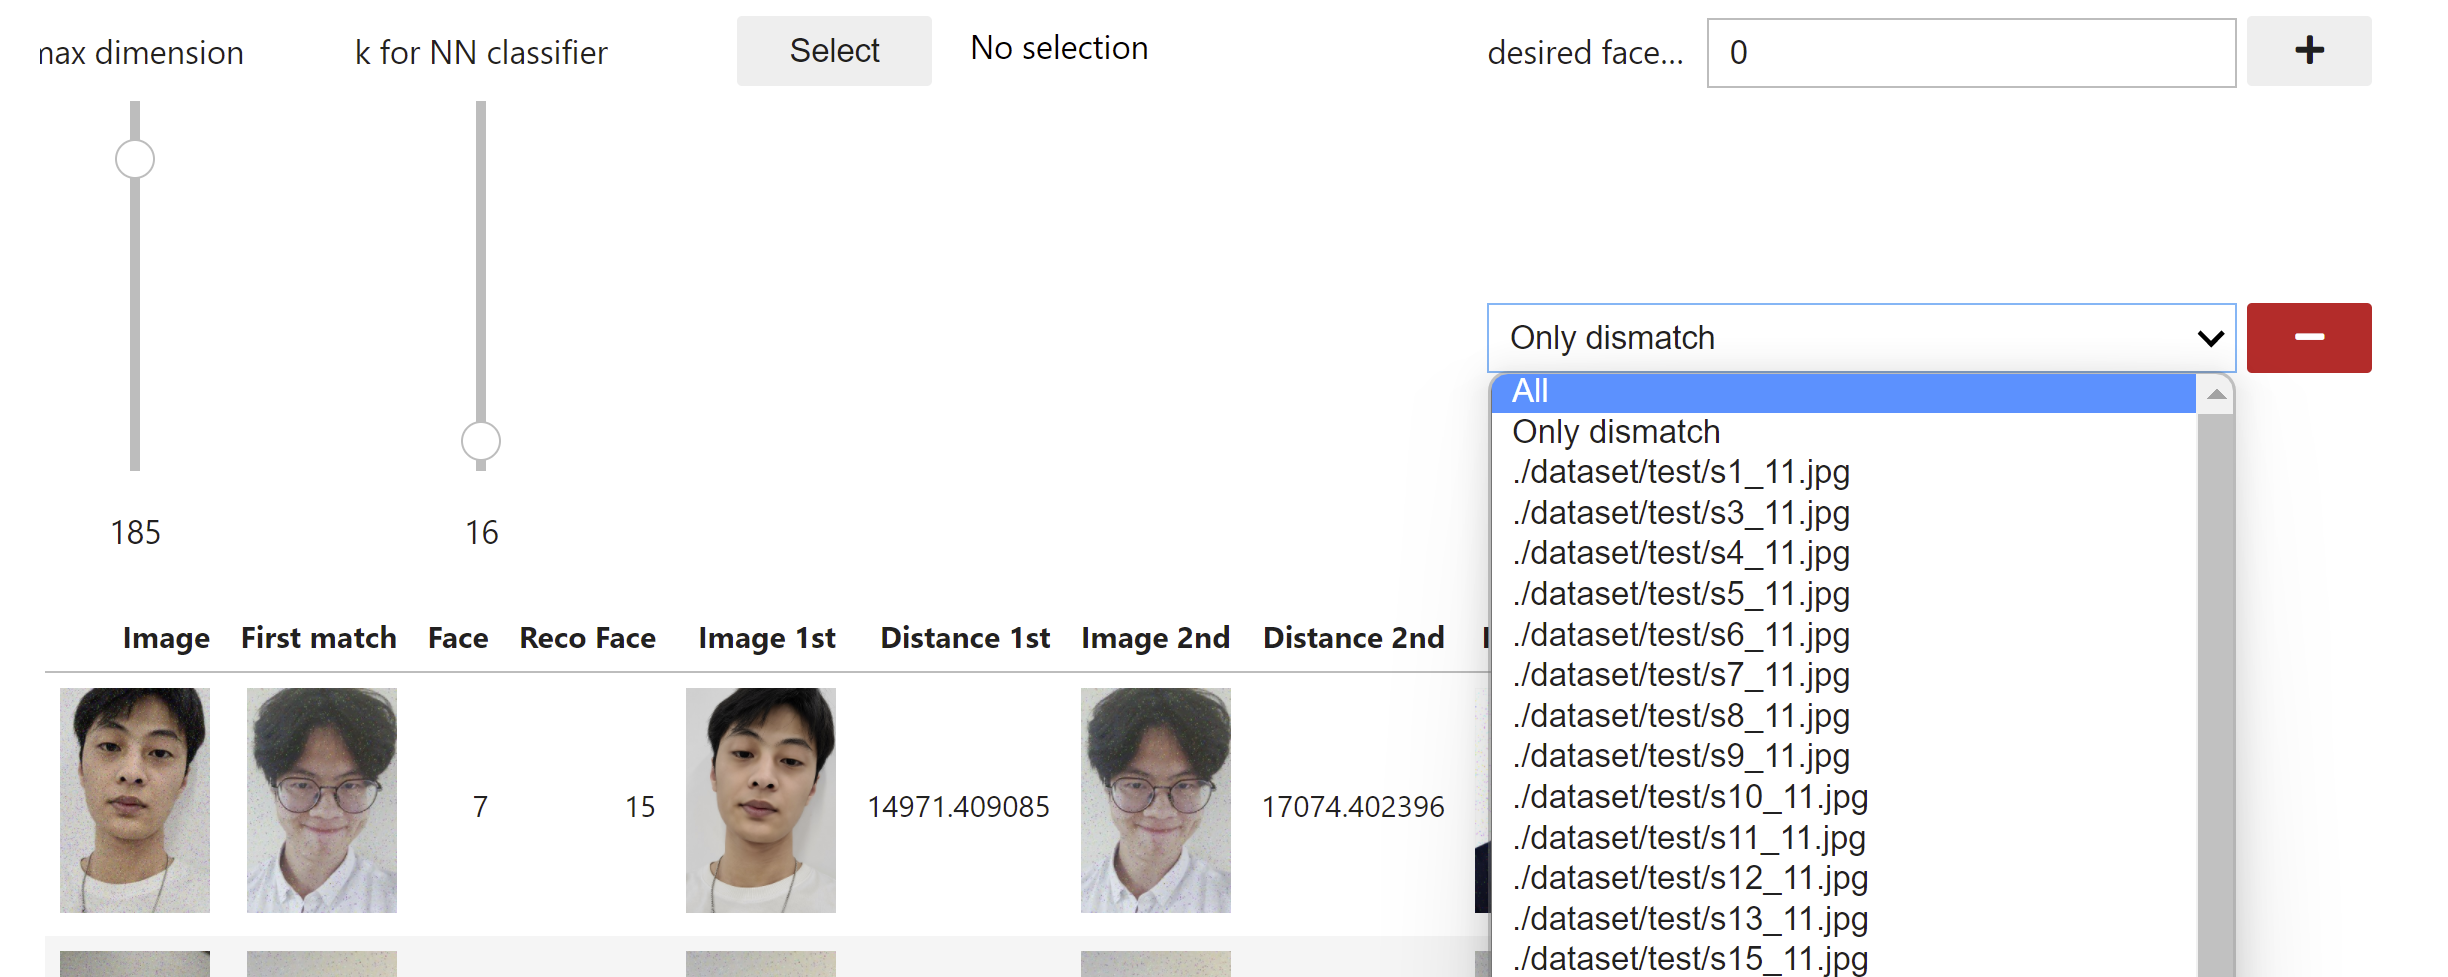 max dimension
k for NN classifier
Select
No selection
desired face...
0
Only dismatch
All
Only dismatch
./dataset/test/s1_11.jpg
./dataset/test/s3_11.jpg
./dataset/test/s4_11.jpg
./dataset/test/s5_11.jpg
./dataset/test/s6_11.jpg
./dataset/test/s7_11.jpg
./dataset/test/s8_11.jpg
./dataset/test/s9_11.jpg
./dataset/test/s10_11.jpg
./dataset/test/s11_11.jpg
./dataset/test/s12_11.jpg
./dataset/test/s13_11.jpg
./dataset/test/s15_11.jpg
185
16
Image First match Face Reco Face Image 1st Distance 1st Image 2nd Distance 2nd
7 15 14971.409085 17074.402396